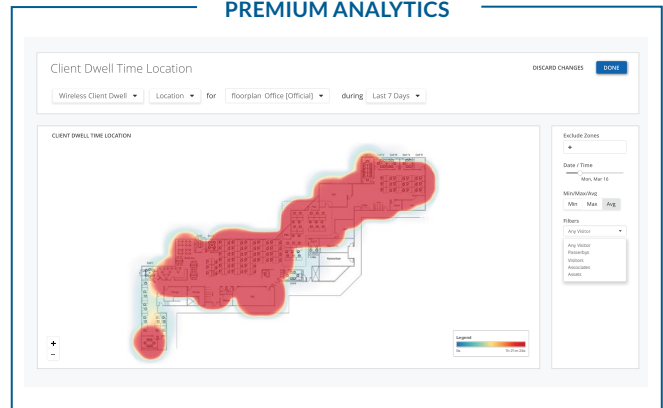 PREMIUM ANALYTICS
Client Dwell Time Location
DISCARD CHANGES
DONE
Wireless Client Dwell Location for floorplan Office [Official] during Last 7 Days
CLIENT DWELL TIME LOCATION
Exclude Zones
+
Date / Time
Mon, Mar 16
Min/Max/Avg
Min Max Avg
Filters
Any Visitor
Any Visitor
Passerbys
Visitors
Associates
Assets
+
−
Legend
0s